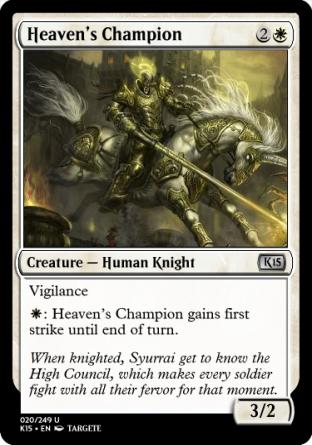 Heaven's Champion 2
K15
Creature — Human Knight
Vigilance
: Heaven's Champion gains first
strike until end of turn.
When knighted, Syurrai get to know the
High Council, which makes every soldier
fight with all their fervor for that moment.
3/2
020/249 U
K15 • EN TARGETE